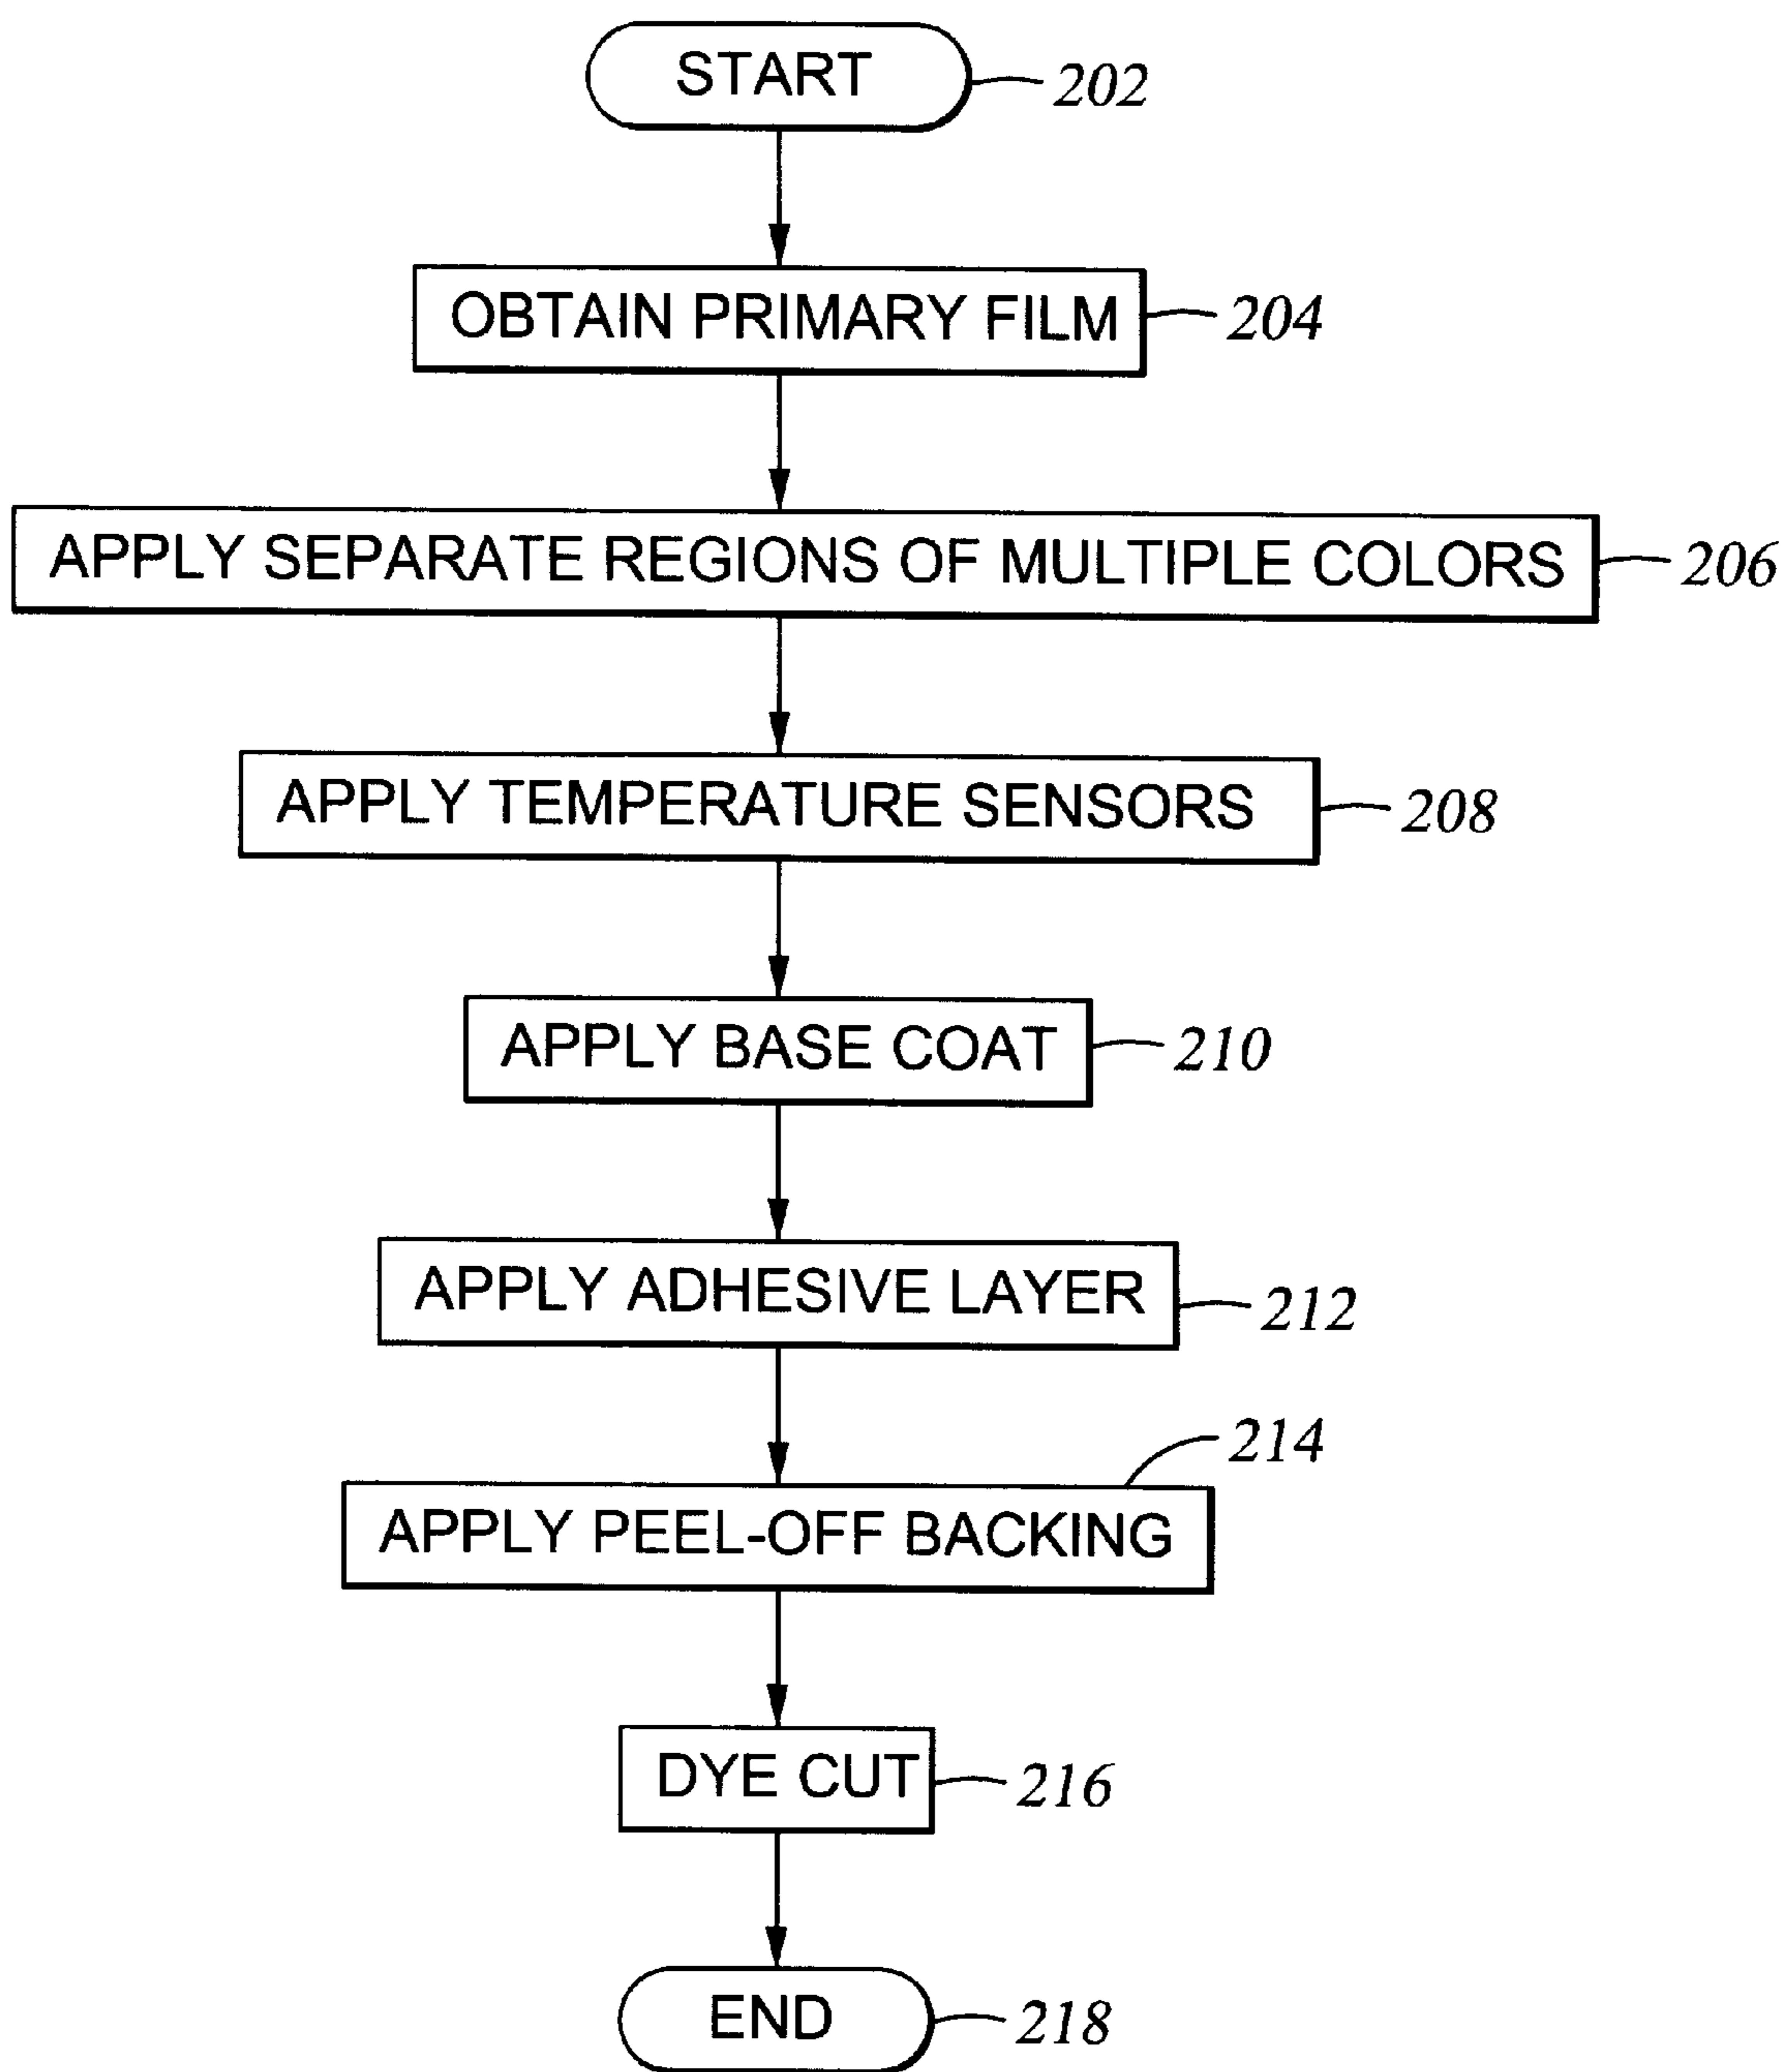 START
202
OBTAIN PRIMARY FILM
204
APPLY SEPARATE REGIONS OF MULTIPLE COLORS
206
APPLY TEMPERATURE SENSORS
208
APPLY BASE COAT
210
APPLY ADHESIVE LAYER
212
214
APPLY PEEL-OFF BACKING
DYE CUT
216
END
218